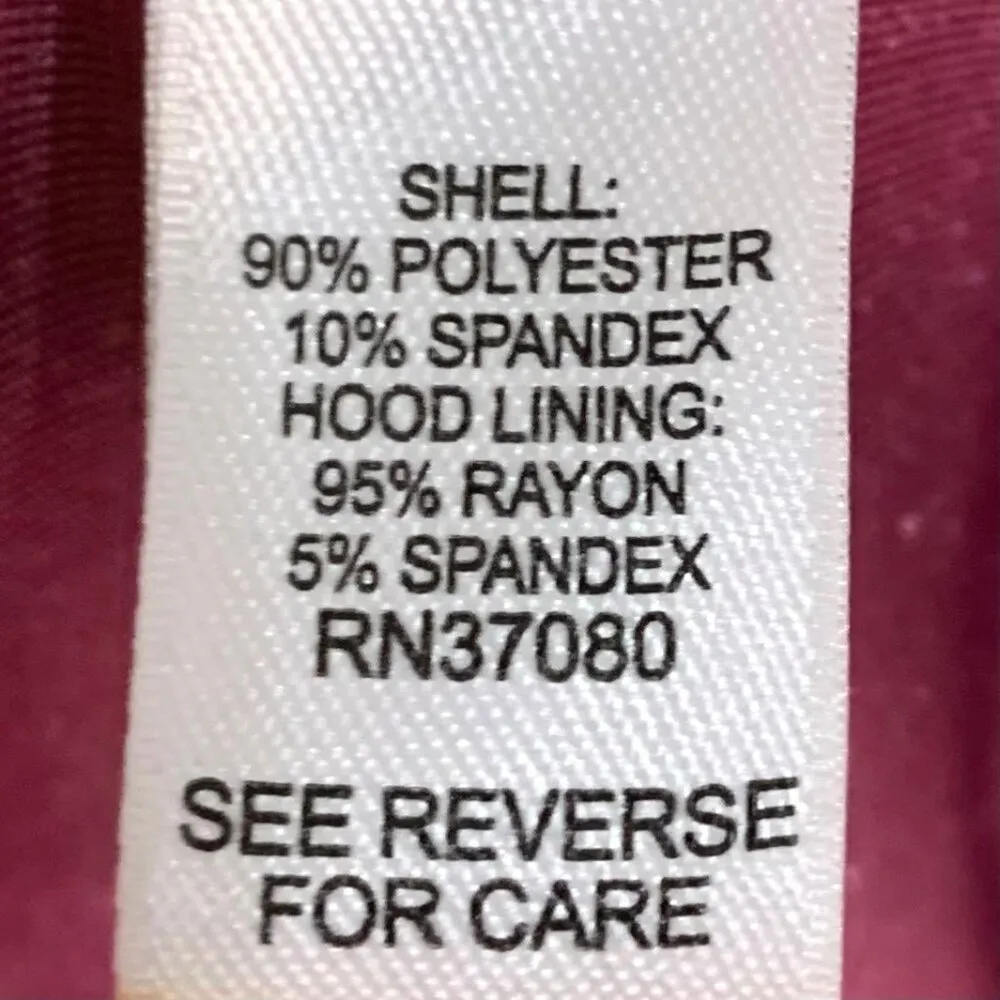 SHELL:
90% POLYESTER
10% SPANDEX
HOOD LINING:
95% RAYON
5% SPANDEX
RN37080
SEE REVERSE
FOR CARE